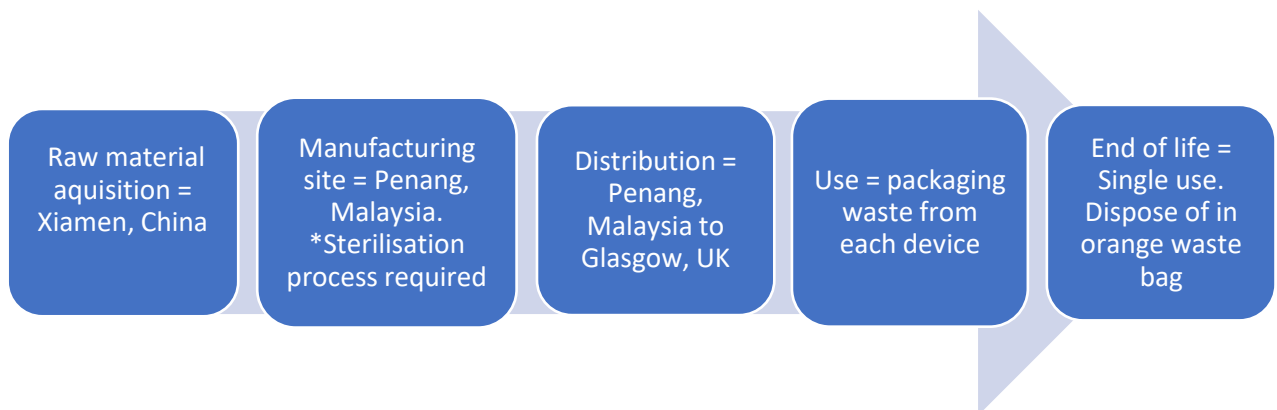 Raw material
aquisition =
Xiamen, China
Manufacturing
site = Penang,
Malaysia.
*Sterilisation
process required
Distribution =
Penang,
Malaysia to
Glasgow, UK
Use = packaging
waste from
each device
End of life =
Single use.
Dispose of in
orange waste
bag